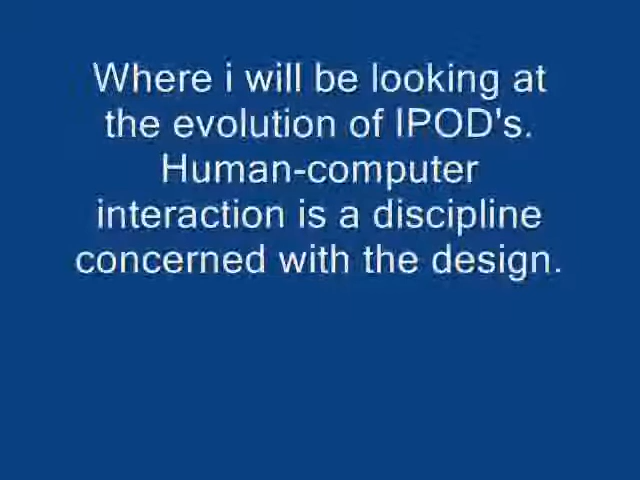 Where i will be looking at
the evolution of IPOD's.
Human-computer
interaction is a discipline
concerned with the design.